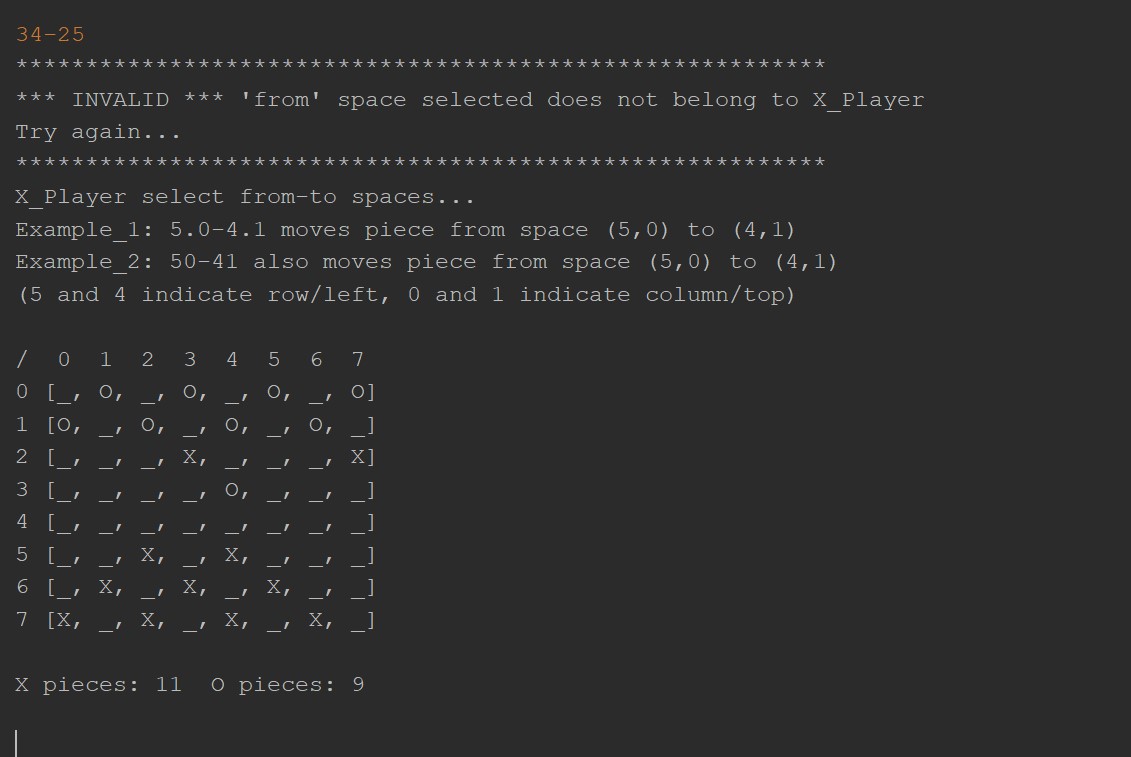 34-25
**********************************************************
*** INVALID *** 'from' space selected does not belong to X_Player
Try again...
**********************************************************
X_Player select from-to spaces...
Example_1: 5.0-4.1 moves piece from space (5,0) to (4,1)
Example_2: 50-41 also moves piece from space (5,0) to (4,1)
(5 and 4 indicate row/left, 0 and 1 indicate column/top)
/  0  1  2  3  4  5  6  7
0 [_, O, _, O, _, O, _, O]
1 [O, _, O, _, O, _, O, _]
2 [_, _, _, X, _, _, _, X]
3 [_, _, _, _, O, _, _, _]
4 [_, _, _, _, _, _, _, _]
5 [_, _, X, _, X, _, _, _]
6 [_, X, _, X, _, X, _, _]
7 [X, _, X, _, X, _, X, _]
X pieces: 11  O pieces: 9